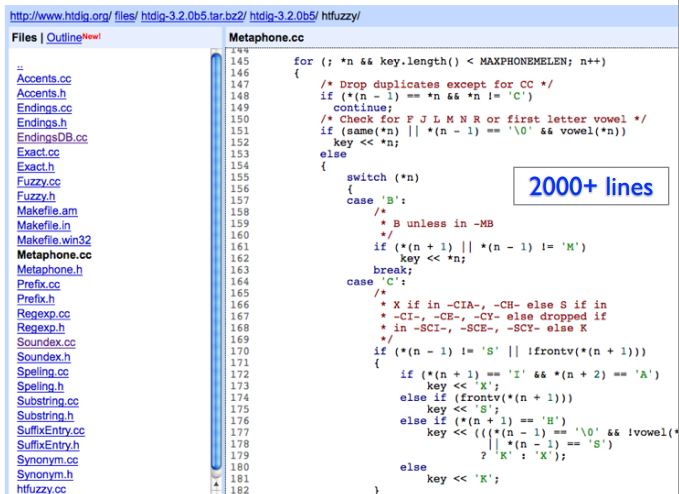 http://www.htdig.org/ files/ htdig-3.2.0b5.tar.bz2/ htdig-3.2.0b5/ htfuzzy/
Files | Outline New!
..
Accents.cc
Accents.h
Endings.cc
Endings.h
EndingsDB.cc
Exact.cc
Exact.h
Fuzzy.cc
Fuzzy.h
Makefile.am
Makefile.in
Makefile.win32
Metaphone.cc
Metaphone.h
Prefix.cc
Prefix.h
Regexp.cc
Regexp.h
Soundex.cc
Soundex.h
Speling.cc
Speling.h
Substring.cc
Substring.h
SuffixEntry.cc
SuffixEntry.h
Synonym.cc
Synonym.h
htfuzzy.cc
Metaphone.cc
144
145 for (; *n && key.length() < MAXPHONEMELEN; n++)
146 {
147 /* Drop duplicates except for CC */
148 if (*(n - 1) == *n && *n != 'C')
149 continue;
150 /* Check for F J L M N R or first letter vowel */
151 if (same(*n) || *(n - 1) == '\0' && vowel(*n))
152 key << *n;
153 else
154 {
155 switch (*n)
156 {
157 case 'B':
158 /*
159 * B unless in -MB
160 */
161 if (*(n + 1) || *(n - 1) != 'M')
162 key << *n;
163 break;
164 case 'C':
165 /*
166 * X if in -CIA-, -CH- else S if in
167 * -CI-, -CE-, -CY- else dropped if
168 * in -SCI-, -SCE-, -SCY- else K
169 */
170 if (*(n - 1) != 'S' || !frontv(*(n + 1)))
171 {
172 if (*(n + 1) == 'I' && *(n + 2) == 'A')
173 key << 'X';
174 else if (frontv(*(n + 1)))
175 key << 'S';
176 else if (*(n + 1) == 'H')
177 key << (((*(n - 1) == '\0' && !vowel(*
178 || *(n - 1) == 'S')
179 ? 'K' : 'X');
180 else
181 key << 'K';
182 }
2000+ lines